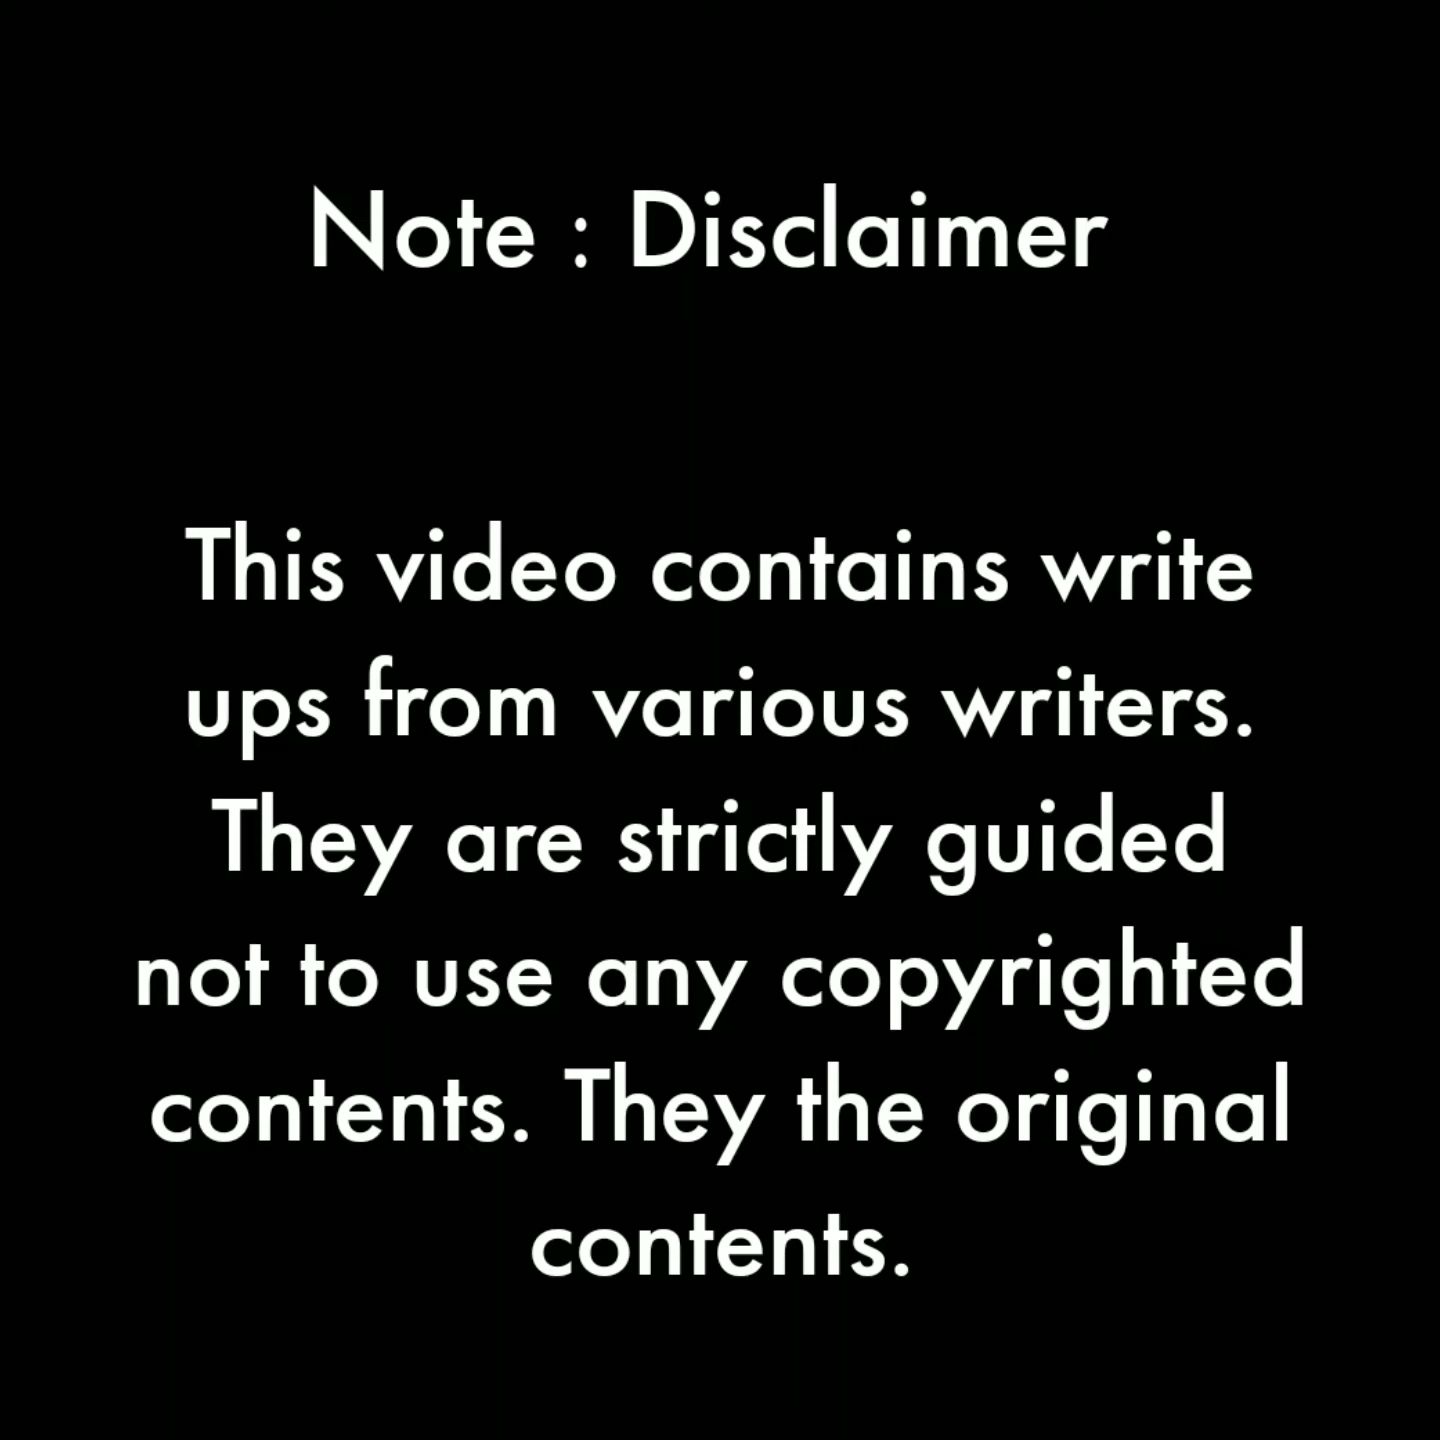 Note : Disclaimer
This video contains write
ups from various writers.
They are strictly guided
not to use any copyrighted
contents. They the original
contents.